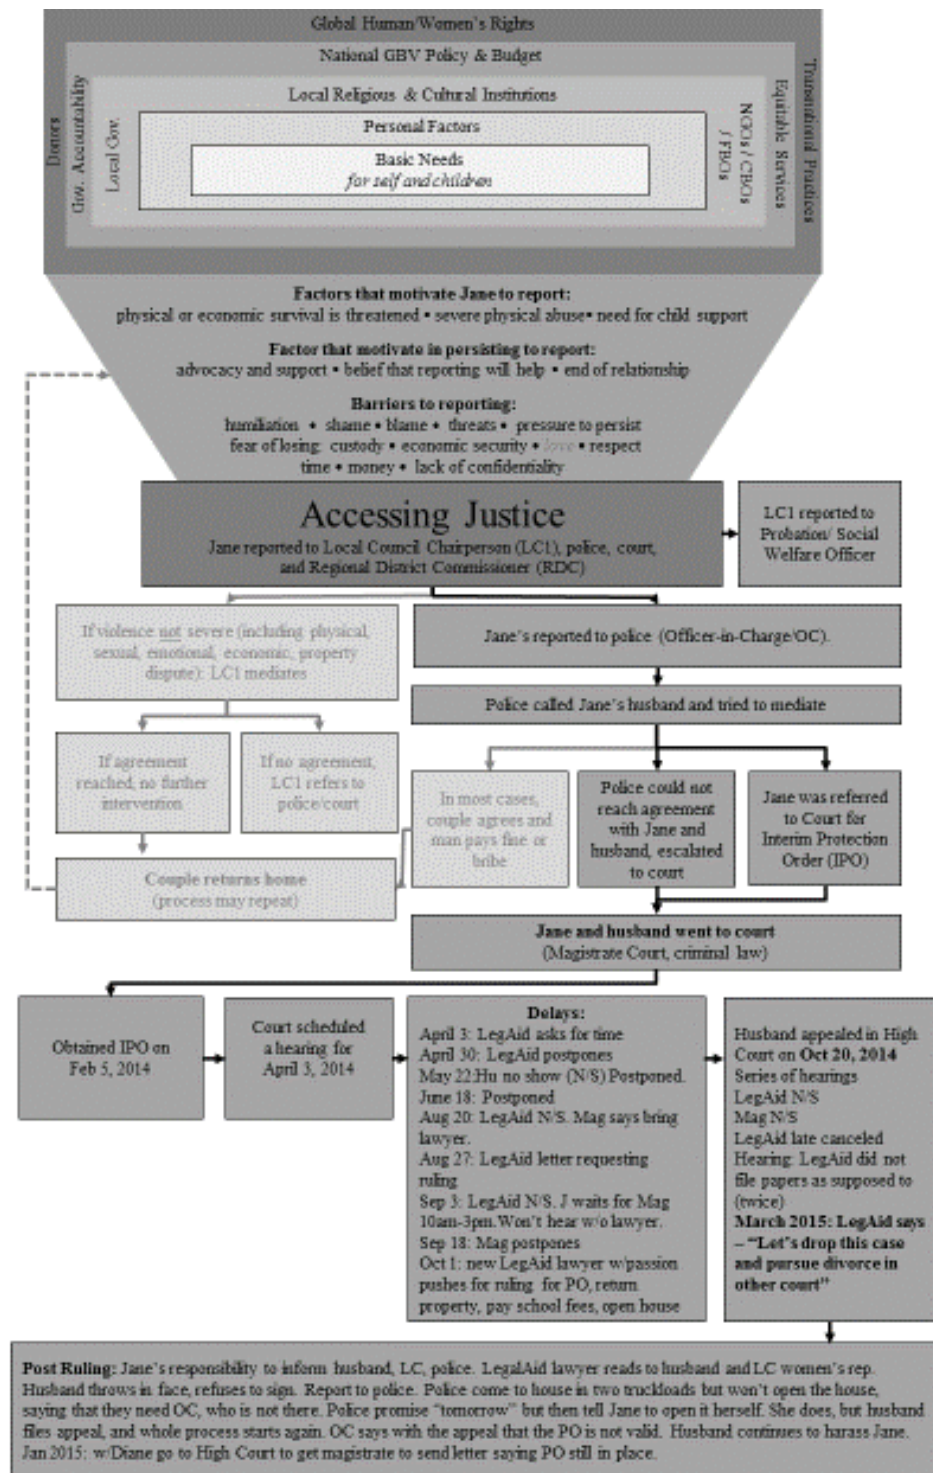 Global Human/Women's Rights
National GBV Policy & Budget
Local Religious & Cultural Institutions
Personal Factors
Basic Needs
for self and children
Donors
Gov. Accountability
Local Gov.
NGOs / CBOs
/ FBOs
Equitable Services
Transnational Practices
Factors that motivate Jane to report:
physical or economic survival is threatened • severe physical abuse• need for child support
Factor that motivate in persisting to report:
advocacy and support • belief that reporting will help • end of relationship
Barriers to reporting:
humiliation • shame • blame • threats • pressure to persist
fear of losing: custody • economic security • love • respect
time • money • lack of confidentiality
Accessing Justice
Jane reported to Local Council Chairperson (LC1), police, court,
and Regional District Commissioner (RDC)
LC1 reported to
Probation/ Social
Welfare Officer
If violence not severe (including physical,
sexual, emotional, economic, property
dispute): LC1 mediates
Jane's reported to police (Officer-in-Charge/OC).
Police called Jane's husband and tried to mediate
If agreement
reached, no further
intervention
If no agreement,
LC1 refers to
police/court
In most cases,
couple agrees and
man pays fine or
bribe
Police could not
reach agreement
with Jane and
husband, escalated
to court
Jane was referred
to Court for
Interim Protection
Order (IPO)
Couple returns home
(process may repeat)
Jane and husband went to court
(Magistrate Court, criminal law)
Obtained IPO on
Feb 5, 2014
Court scheduled
a hearing for
April 3, 2014
Delays:
April 3: LegAid asks for time
April 30: LegAid postpones
May 22:Hu no show (N/S) Postponed.
June 18: Postponed
Aug 20: LegAid N/S. Mag says bring
lawyer.
Aug 27: LegAid letter requesting
ruling
Sep 3: LegAid N/S. J waits for Mag
10am-3pm.Won't hear w/o lawyer.
Sep 18: Mag postpones
Oct 1: new LegAid lawyer w/passion
pushes for ruling for PO, return
property, pay school fees, open house
Husband appealed in High
Court on Oct 20, 2014
Series of hearings
LegAid N/S
Mag N/S
LegAid late canceled
Hearing: LegAid did not
file papers as supposed to
(twice)
March 2015: LegAid says
– "Let's drop this case
and pursue divorce in
other court"
Post Ruling: Jane's responsibility to inform husband, LC, police. LegalAid lawyer reads to husband and LC women's rep.
Husband throws in face, refuses to sign. Report to police. Police come to house in two truckloads but won't open the house,
saying that they need OC, who is not there. Police promise "tomorrow" but then tell Jane to open it herself. She does, but husband
files appeal, and whole process starts again. OC says with the appeal that the PO is not valid. Husband continues to harass Jane.
Jan 2015: w/Diane go to High Court to get magistrate to send letter saying PO still in place.